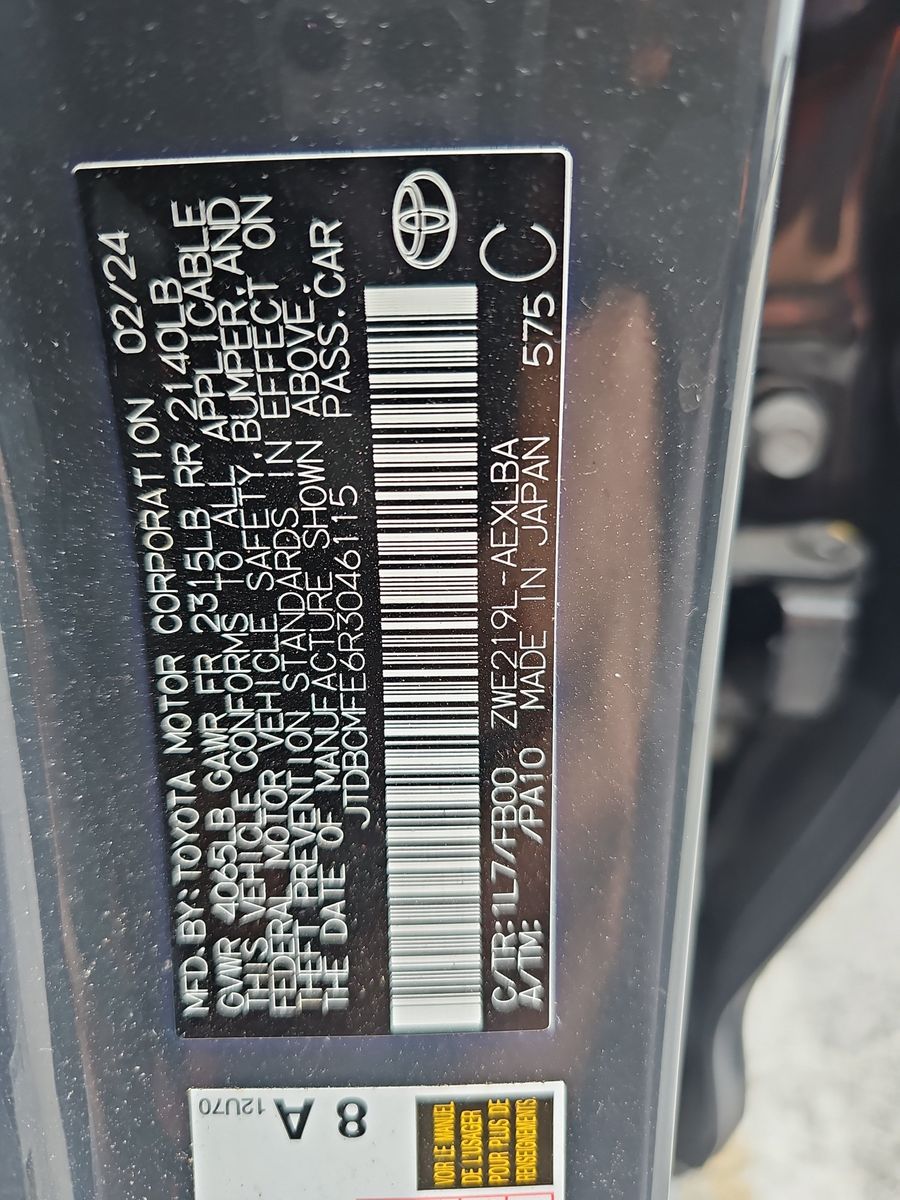 MFD. BY: TOYOTA MOTOR CORPORATION 02/24
GVWR 4065LB GAWR FR 2315LB RR 2140LB
THIS VEHICLE CONFORMS TO ALL APPLICABLE
FEDERAL MOTOR VEHICLE SAFETY, BUMPER, AND
THEFT PREVENTION STANDARDS IN EFFECT ON
THE DATE OF MANUFACTURE SHOWN ABOVE.
JTDBCMFE6R3046115 PASS. CAR
C/TR: 1L7/FB00 ZWE219L-AEXLBA
A/TM: /PA10 MADE IN JAPAN 575 C
8 A
12U70
VOIR LE MANUEL
DE L'USAGER
POUR PLUS DE
RENSEIGNEMENTS